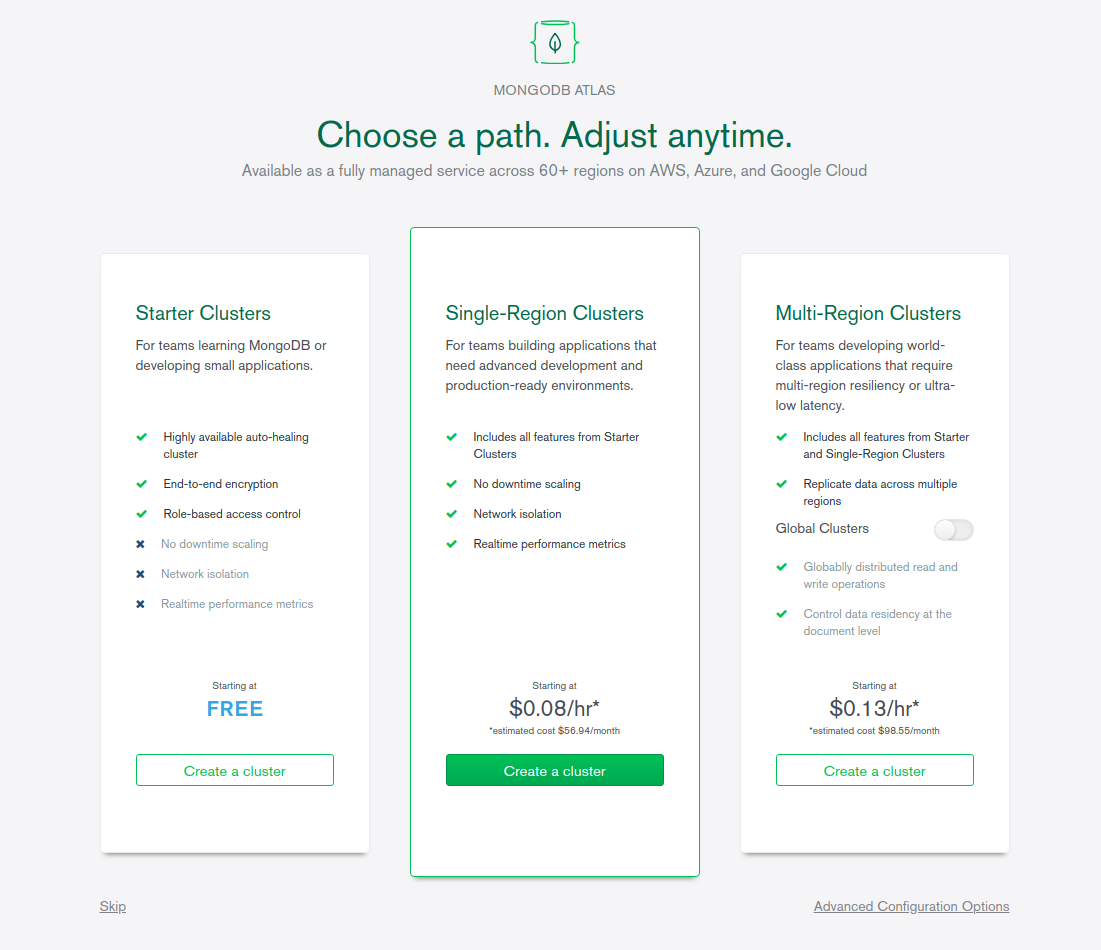 MONGODB ATLAS
Choose a path. Adjust anytime.
Available as a fully managed service across 60+ regions on AWS, Azure, and Google Cloud
Starter Clusters
For teams learning MongoDB or
developing small applications.
Highly available auto-healing
cluster
End-to-end encryption
Role-based access control
No downtime scaling
Network isolation
Realtime performance metrics
Starting at
FREE
Create a cluster
Single-Region Clusters
For teams building applications that
need advanced development and
production-ready environments.
Includes all features from Starter
Clusters
No downtime scaling
Network isolation
Realtime performance metrics
Starting at
$0.08/hr*
*estimated cost $56.94/month
Create a cluster
Multi-Region Clusters
For teams developing world-
class applications that require
multi-region resiliency or ultra-
low latency.
Includes all features from Starter
and Single-Region Clusters
Replicate data across multiple
regions
Global Clusters
Globablly distributed read and
write operations
Control data residency at the
document level
Starting at
$0.13/hr*
*estimated cost $98.55/month
Create a cluster
Skip
Advanced Configuration Options